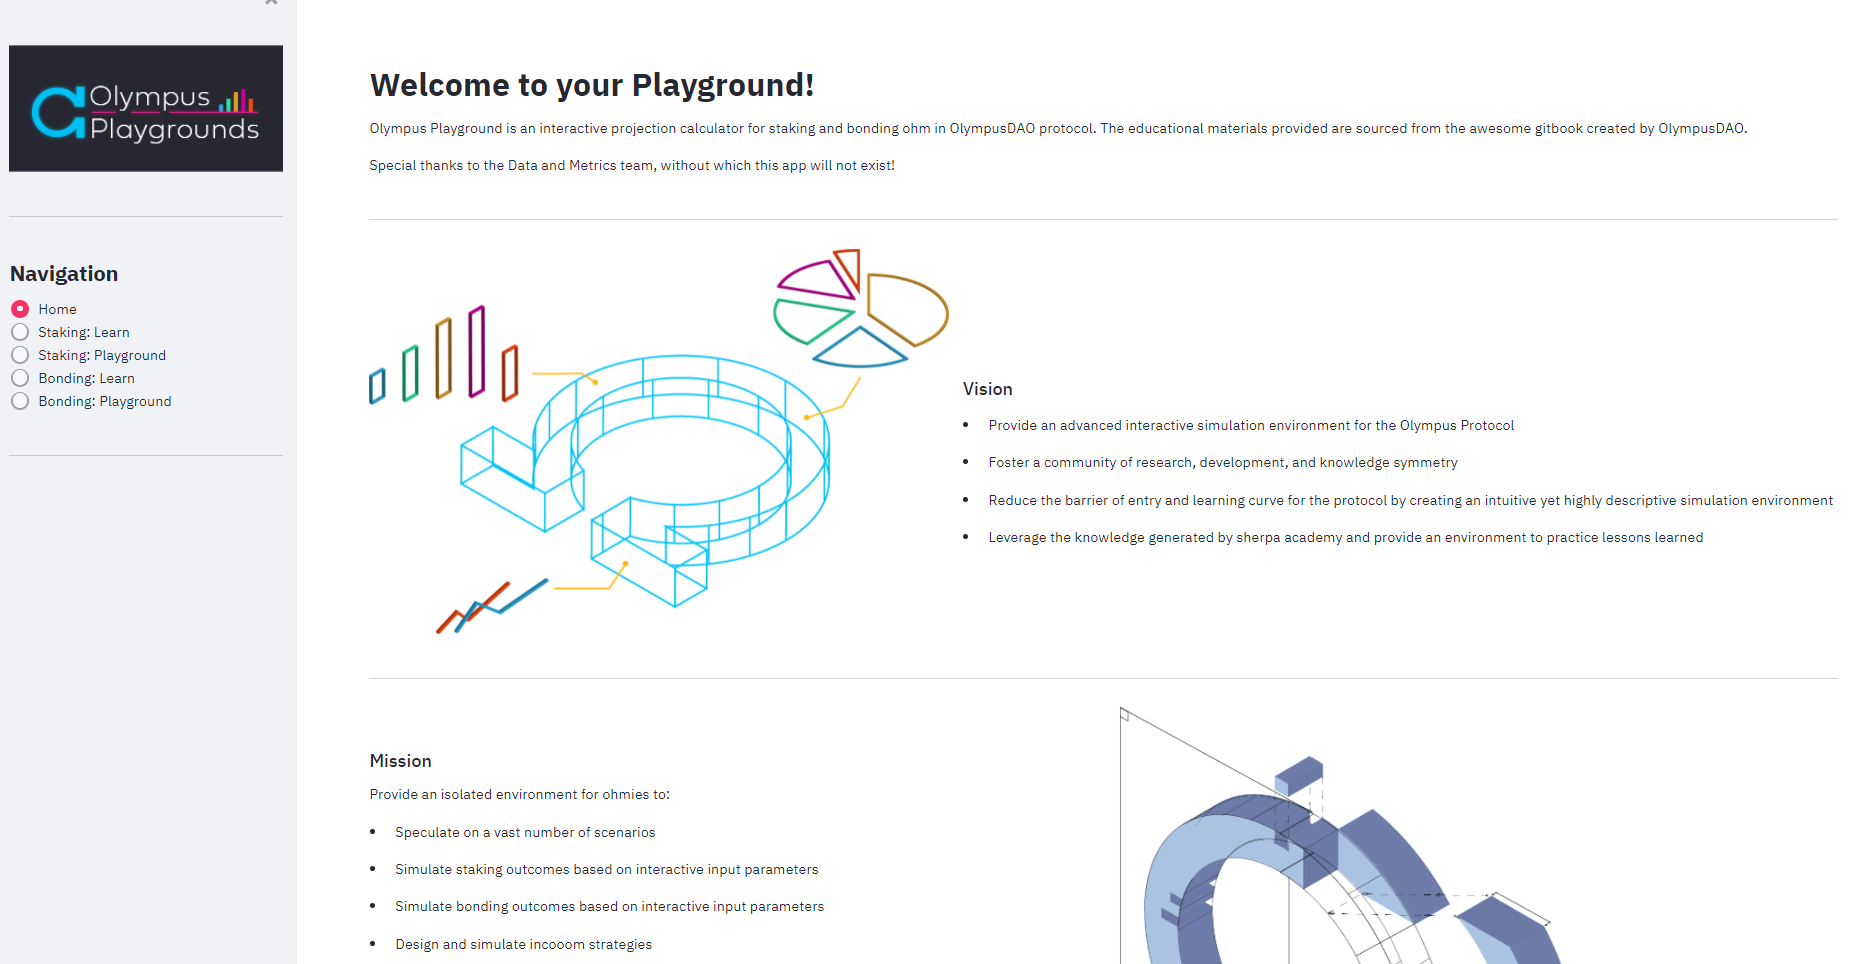 Olympus
Playgrounds
Navigation
Home
Staking: Learn
Staking: Playground
Bonding: Learn
Bonding: Playground
Welcome to your Playground!
Olympus Playground is an interactive projection calculator for staking and bonding ohm in OlympusDAO protocol. The educational materials provided are sourced from the awesome gitbook created by OlympusDAO.
Special thanks to the Data and Metrics team, without which this app will not exist!
Vision
• Provide an advanced interactive simulation environment for the Olympus Protocol
• Foster a community of research, development, and knowledge symmetry
• Reduce the barrier of entry and learning curve for the protocol by creating an intuitive yet highly descriptive simulation environment
• Leverage the knowledge generated by sherpa academy and provide an environment to practice lessons learned
Mission
Provide an isolated environment for ohmies to:
• Speculate on a vast number of scenarios
• Simulate staking outcomes based on interactive input parameters
• Simulate bonding outcomes based on interactive input parameters
• Design and simulate incooom strategies